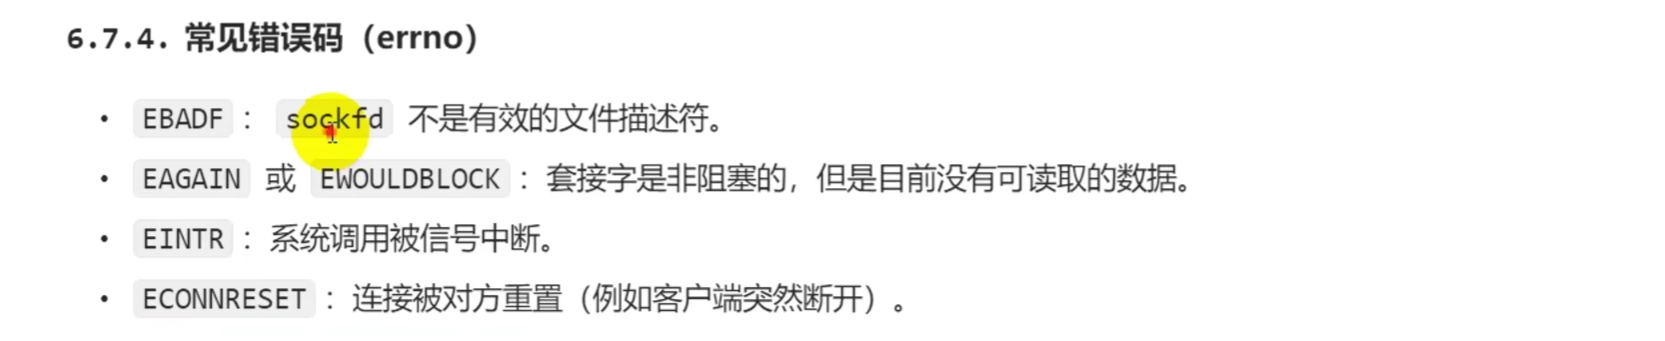 6.7.4. 常见错误码（errno）
• EBADF： sockfd 不是有效的文件描述符。
• EAGAIN 或 EWOULDBLOCK：套接字是非阻塞的，但是目前没有可读取的数据。
• EINTR：系统调用被信号中断。
• ECONNRESET：连接被对方重置（例如客户端突然断开）。